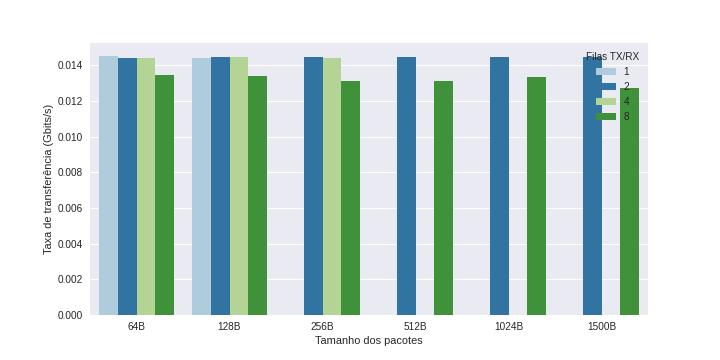 Taxa de transferência (Gbits/s)
0.014
0.012
0.010
0.008
0.006
0.004
0.002
0.000
Filas TX/RX
1
2
4
8
64B
128B
256B
512B
1024B
1500B
Tamanho dos pacotes